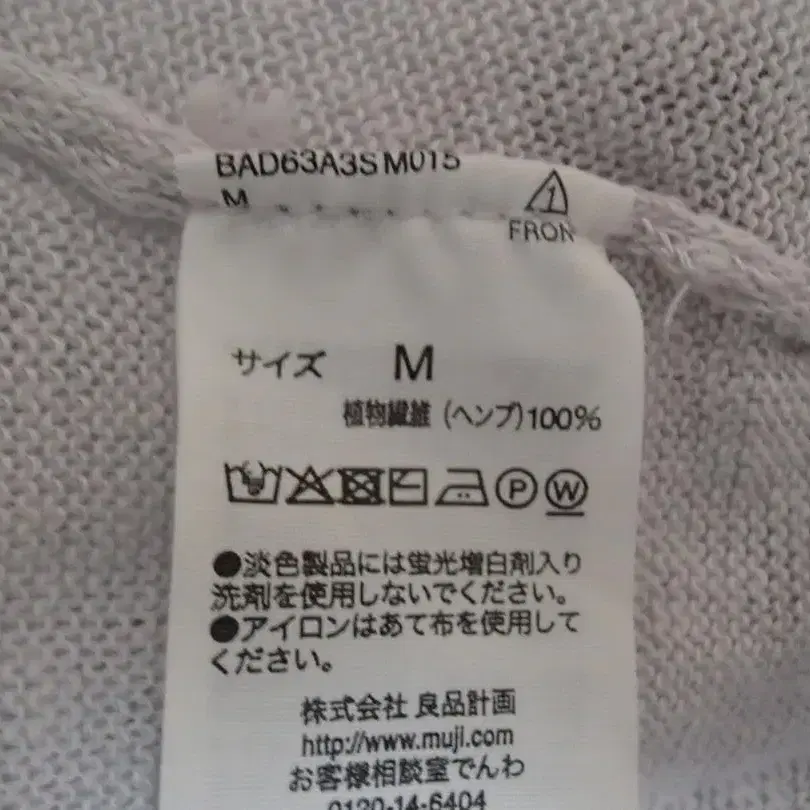 BAD63A3S M015
M
1
FRON
サイズ M
植物繊維 (ヘンプ)100%
P W
●淡色製品には蛍光増白剤入り
洗剤を使用しないでください。
●アイロンはあて布を使用して
ください。
株式会社 良品計画
http://www.muji.com
お客様相談室でんわ
0120-14-6404